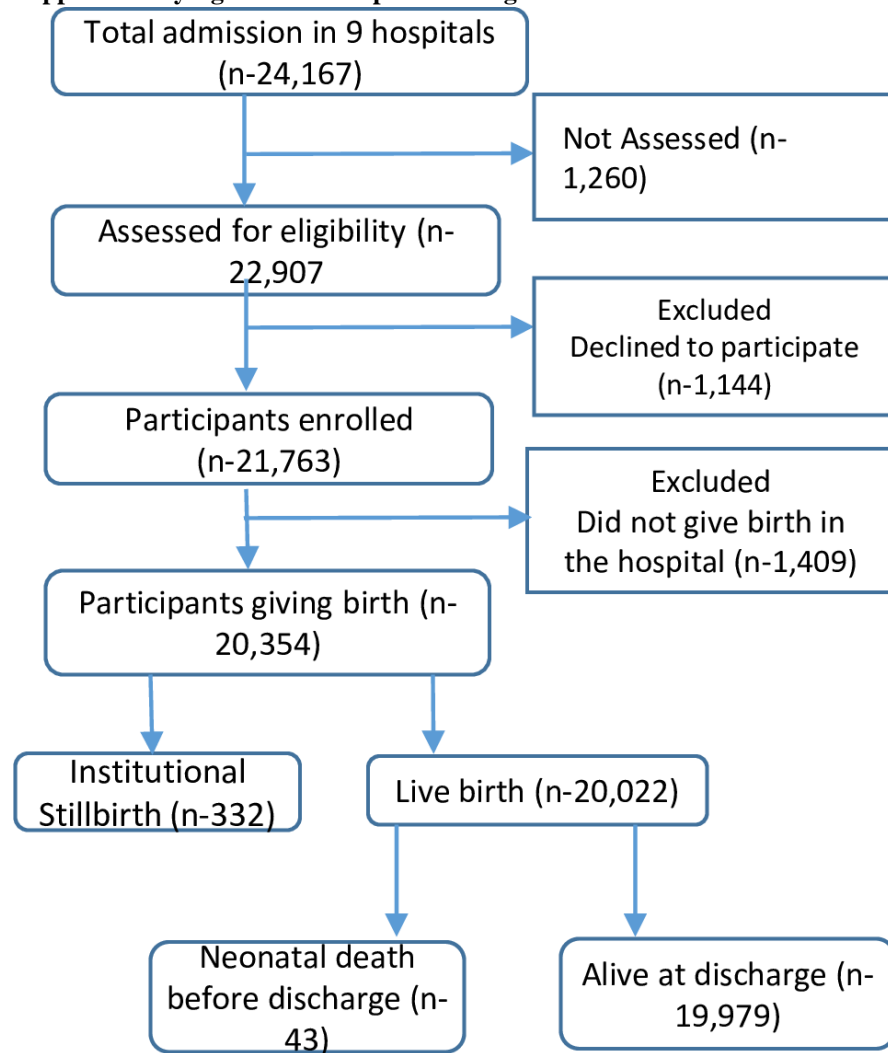 Total admission in 9 hospitals
(n-24,167)
Not Assessed (n-
1,260)
Assessed for eligibility (n-
22,907
Excluded
Declined to participate
(n-1,144)
Participants enrolled
(n-21,763)
Excluded
Did not give birth in
the hospital (n-1,409)
Participants giving birth (n-
20,354)
Institutional
Stillbirth (n-332)
Live birth (n-20,022)
Neonatal death
before discharge (n-
43)
Alive at discharge (n-
19,979)